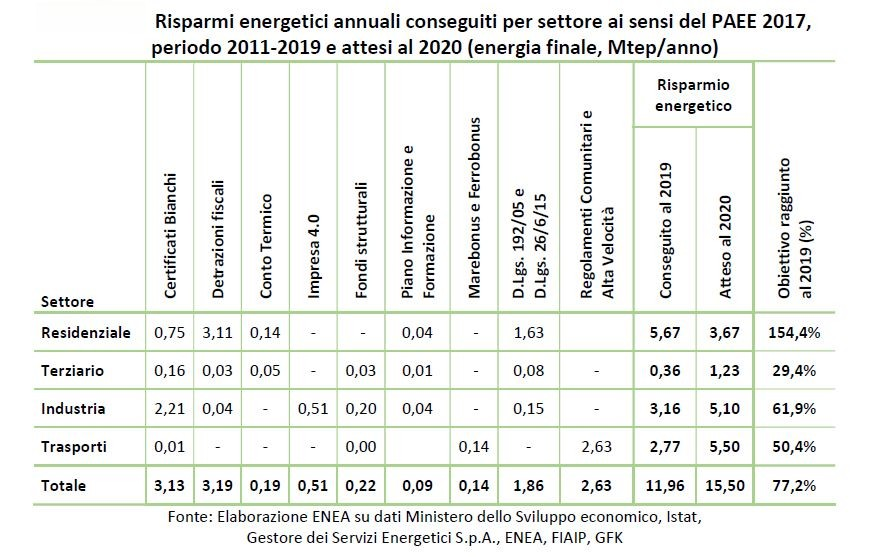 Risparmi energetici annuali conseguiti per settore ai sensi del PAEE 2017,
periodo 2011-2019 e attesi al 2020 (energia finale, Mtep/anno)
Settore Certificati Bianchi Detrazioni fiscali Conto Termico Impresa 4.0 Fondi strutturali Piano Informazione e Formazione Marebonus e Ferrobonus D.Lgs. 192/05 e D.Lgs. 26/6/15 Regolamenti Comunitari e Alta Velocità Risparmio energetico Conseguito al 2019 Atteso al 2020 Obiettivo raggiunto al 2019 (%)
Residenziale 0,75 3,11 0,14 - - 0,04 - 1,63 5,67 3,67 154,4%
Terziario 0,16 0,03 0,05 - 0,03 0,01 - 0,08 - 0,36 1,23 29,4%
Industria 2,21 0,04 - 0,51 0,20 0,04 - 0,15 - 3,16 5,10 61,9%
Trasporti 0,01 - - - 0,00 0,14 - 2,63 2,77 5,50 50,4%
Totale 3,13 3,19 0,19 0,51 0,22 0,09 0,14 1,86 2,63 11,96 15,50 77,2%
Fonte: Elaborazione ENEA su dati Ministero dello Sviluppo economico, Istat,
Gestore dei Servizi Energetici S.p.A., ENEA, FIAIP, GFK